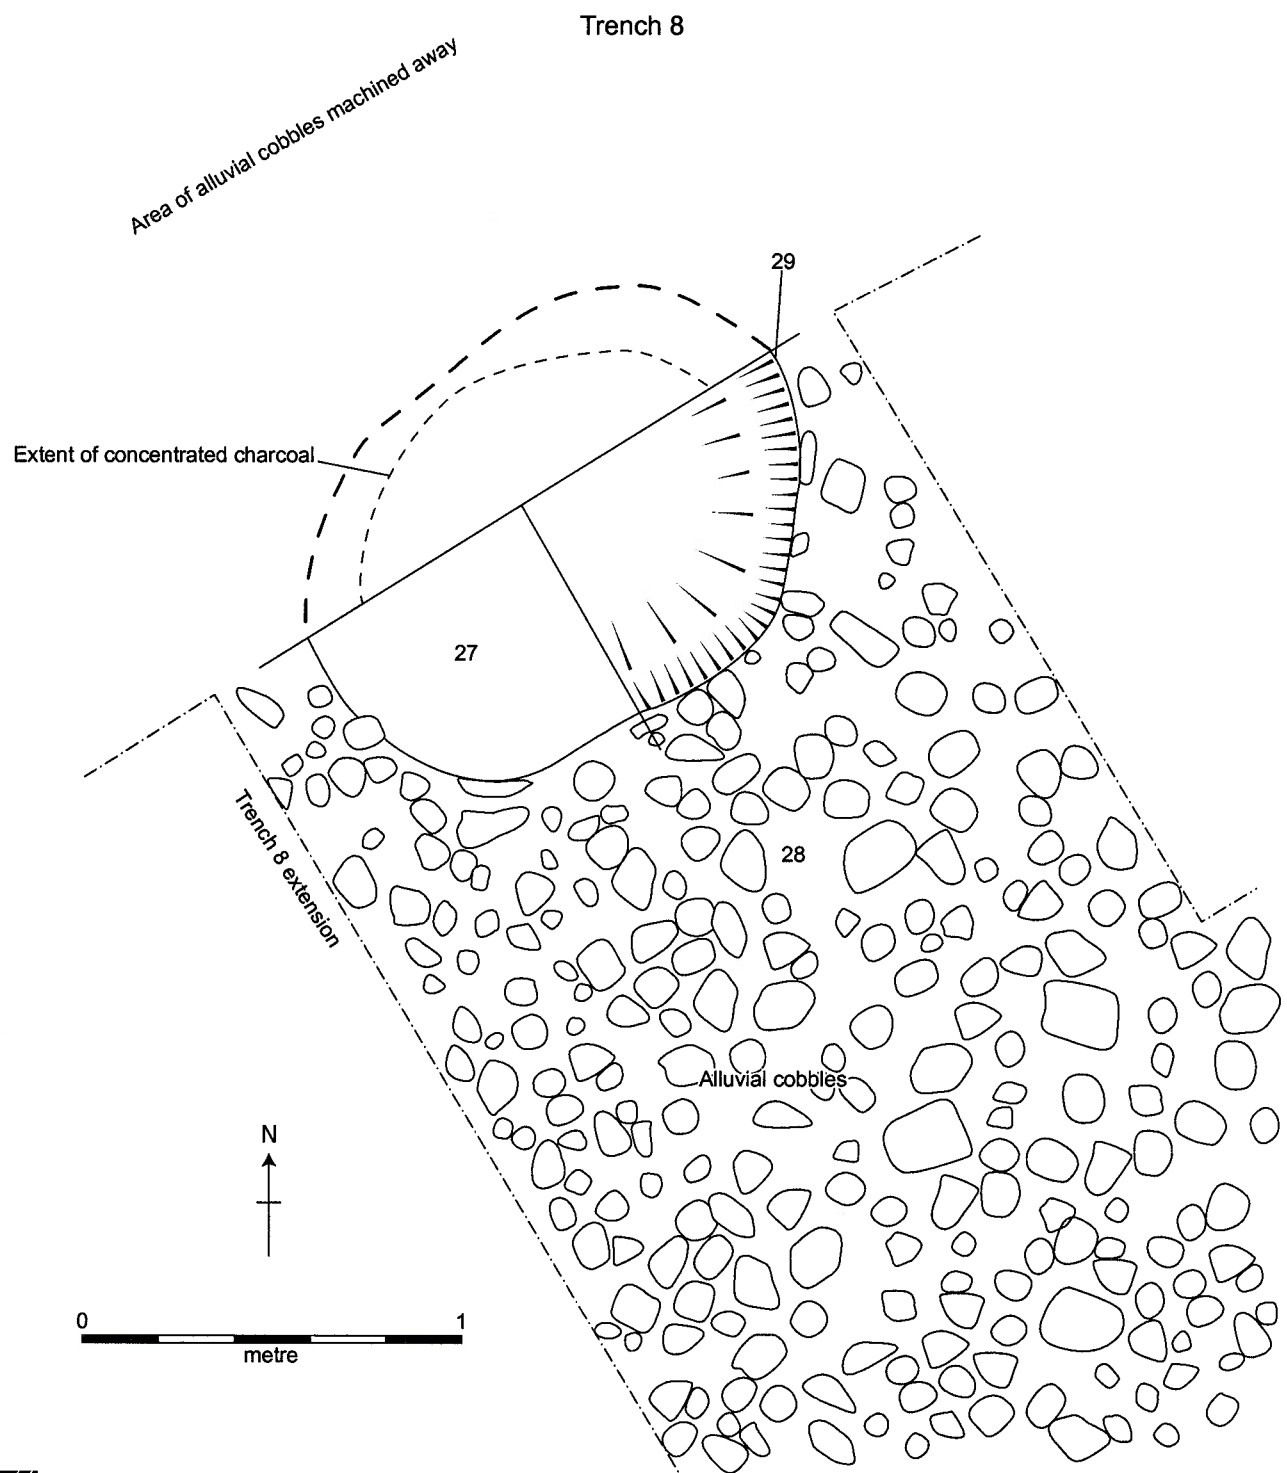 Trench 8
Area of alluvial cobbles machined away
29
Extent of concentrated charcoal
27
Trench 8 extension
28
Alluvial cobbles
N
0 1
metre